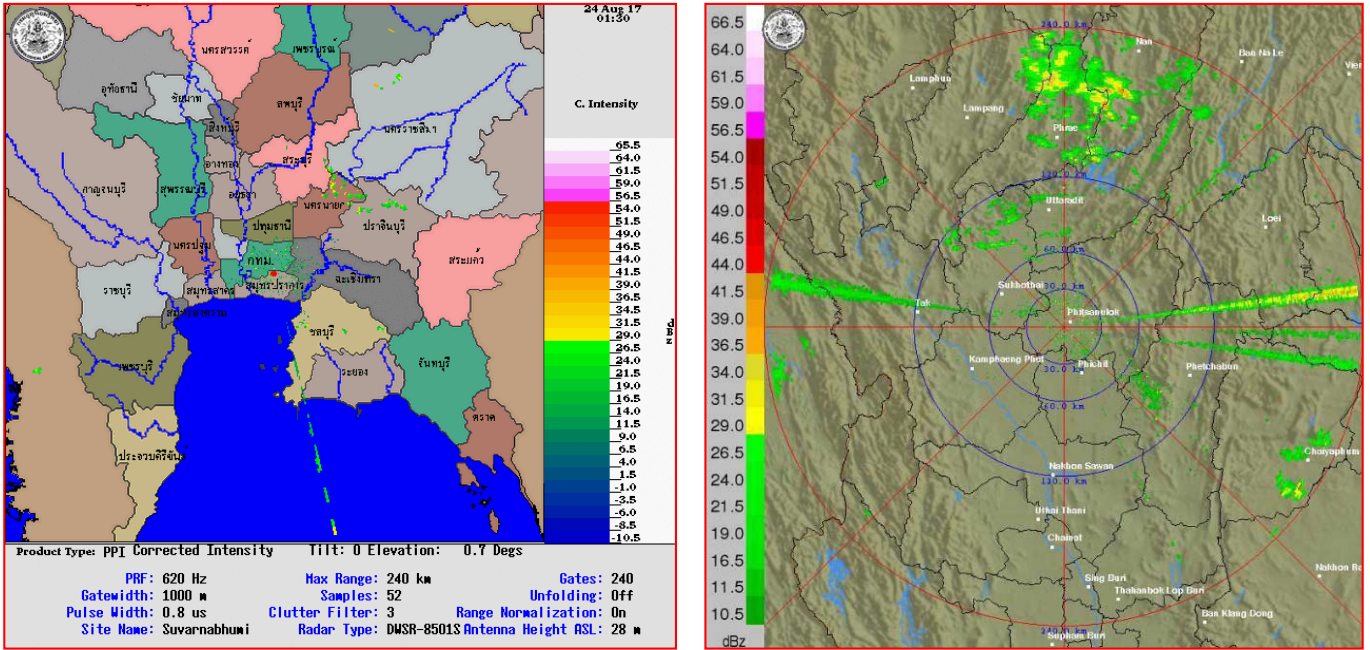 24 Aug 17
01:30
C. Intensity
65.5
64.0
61.5
59.0
56.5
54.0
51.5
49.0
46.5
44.0
41.5
39.0
36.5
34.5
31.5
29.0
26.5
24.0
21.5
19.0
16.5
14.0
11.5
9.0
6.5
4.0
1.5
-1.0
-3.5
-6.0
-8.5
-10.5
นครสวรรค์
เพชรบูรณ์
อุทัยธานี
ชัยนาท
ลพบุรี
สิงห์บุรี
นครราชสีมา
อ่างทอง
สระบุรี
กาญจนบุรี
สุพรรณบุรี
อยุธยา
นครนายก
ปราจีนบุรี
นครปฐม
ปทุมธานี
กทม.
สระแก้ว
ราชบุรี
สมุทรสาคร
สมุทรปราการ
ฉะเชิงเทรา
สมุทรสงคราม
ชลบุรี
เพชรบุรี
ระยอง
จันทบุรี
ตราด
ประจวบคีรีขันธ์
Product Type: PPI Corrected Intensity Tilt: 0 Elevation: 0.7 Degs
PRF: 620 Hz Max Range: 240 km Gates: 240
Gatewidth: 1000 m Samples: 52 Unfolding: Off
Pulse Width: 0.8 us Clutter Filter: 3 Range Normalization: On
Site Name: Suvarnabhumi Radar Type: DWSR-8501S Antenna Height ASL: 28 m
66.5
64.0
61.5
59.0
56.5
54.0
51.5
49.0
46.5
44.0
41.5
39.0
36.5
34.0
31.5
29.0
26.5
24.0
21.5
19.0
16.5
14.0
11.5
10.5
dBz
240.0 km
Nan
Ban Na Le
Lamphun
Lampang
Phrae
120.0 km
Uttaradit
Loei
60.0 km
30.0 km
Sukhothai
Tak
Phitsanulok
Kamphaeng Phet
Phichit
Phetchabun
30.0 km
60.0 km
Chaiyaphum
Nakhon Sawan
120.0 km
Uthai Thani
Chainat
Sing Buri
Thahanbok Lop Buri
Ban Klang Dong
Nakhon Ra
240.0 km
Suphan Buri